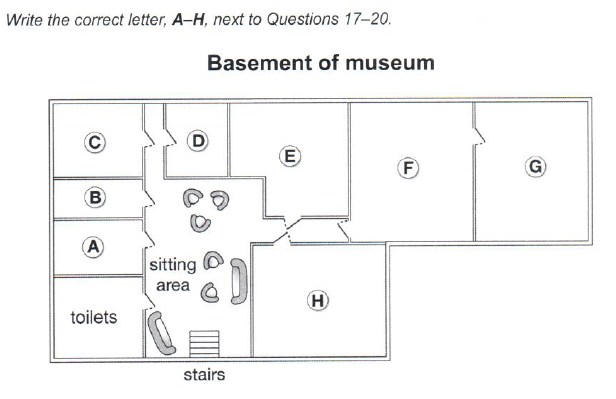 Write the correct letter, A–H, next to Questions 17–20.
Basement of museum
C
D
E
F
G
B
A
sitting
area
H
toilets
stairs